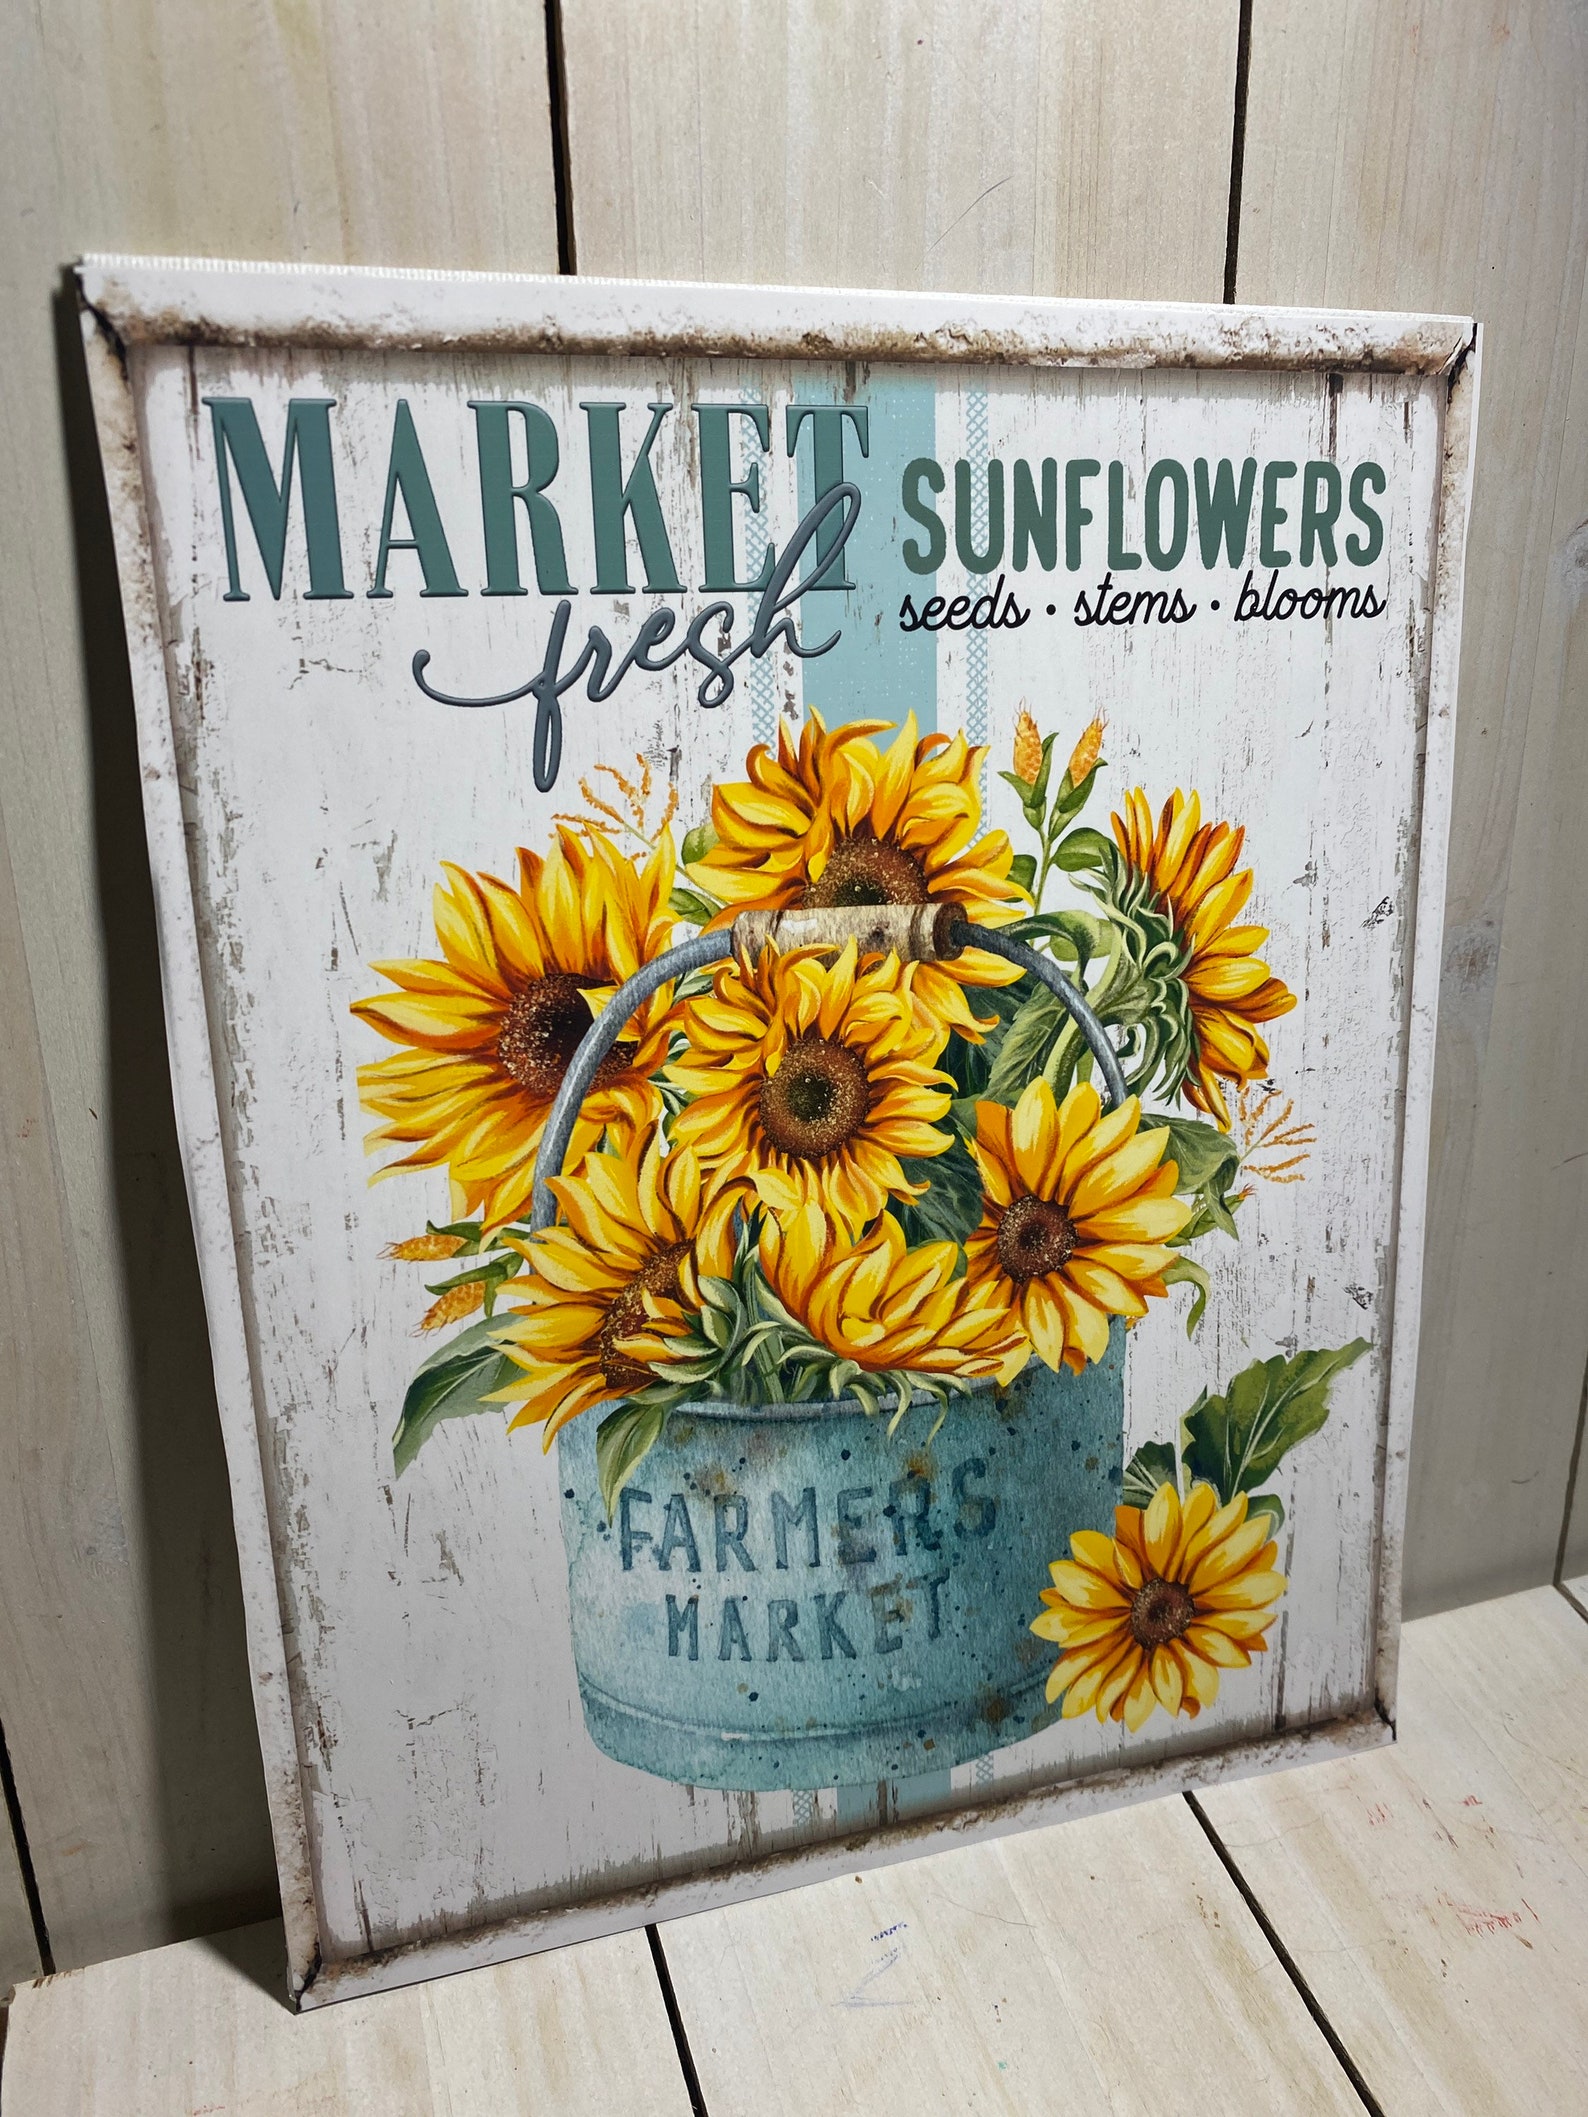 MARKET
fresh
SUNFLOWERS
seeds • stems • blooms
FARMERS
MARKET